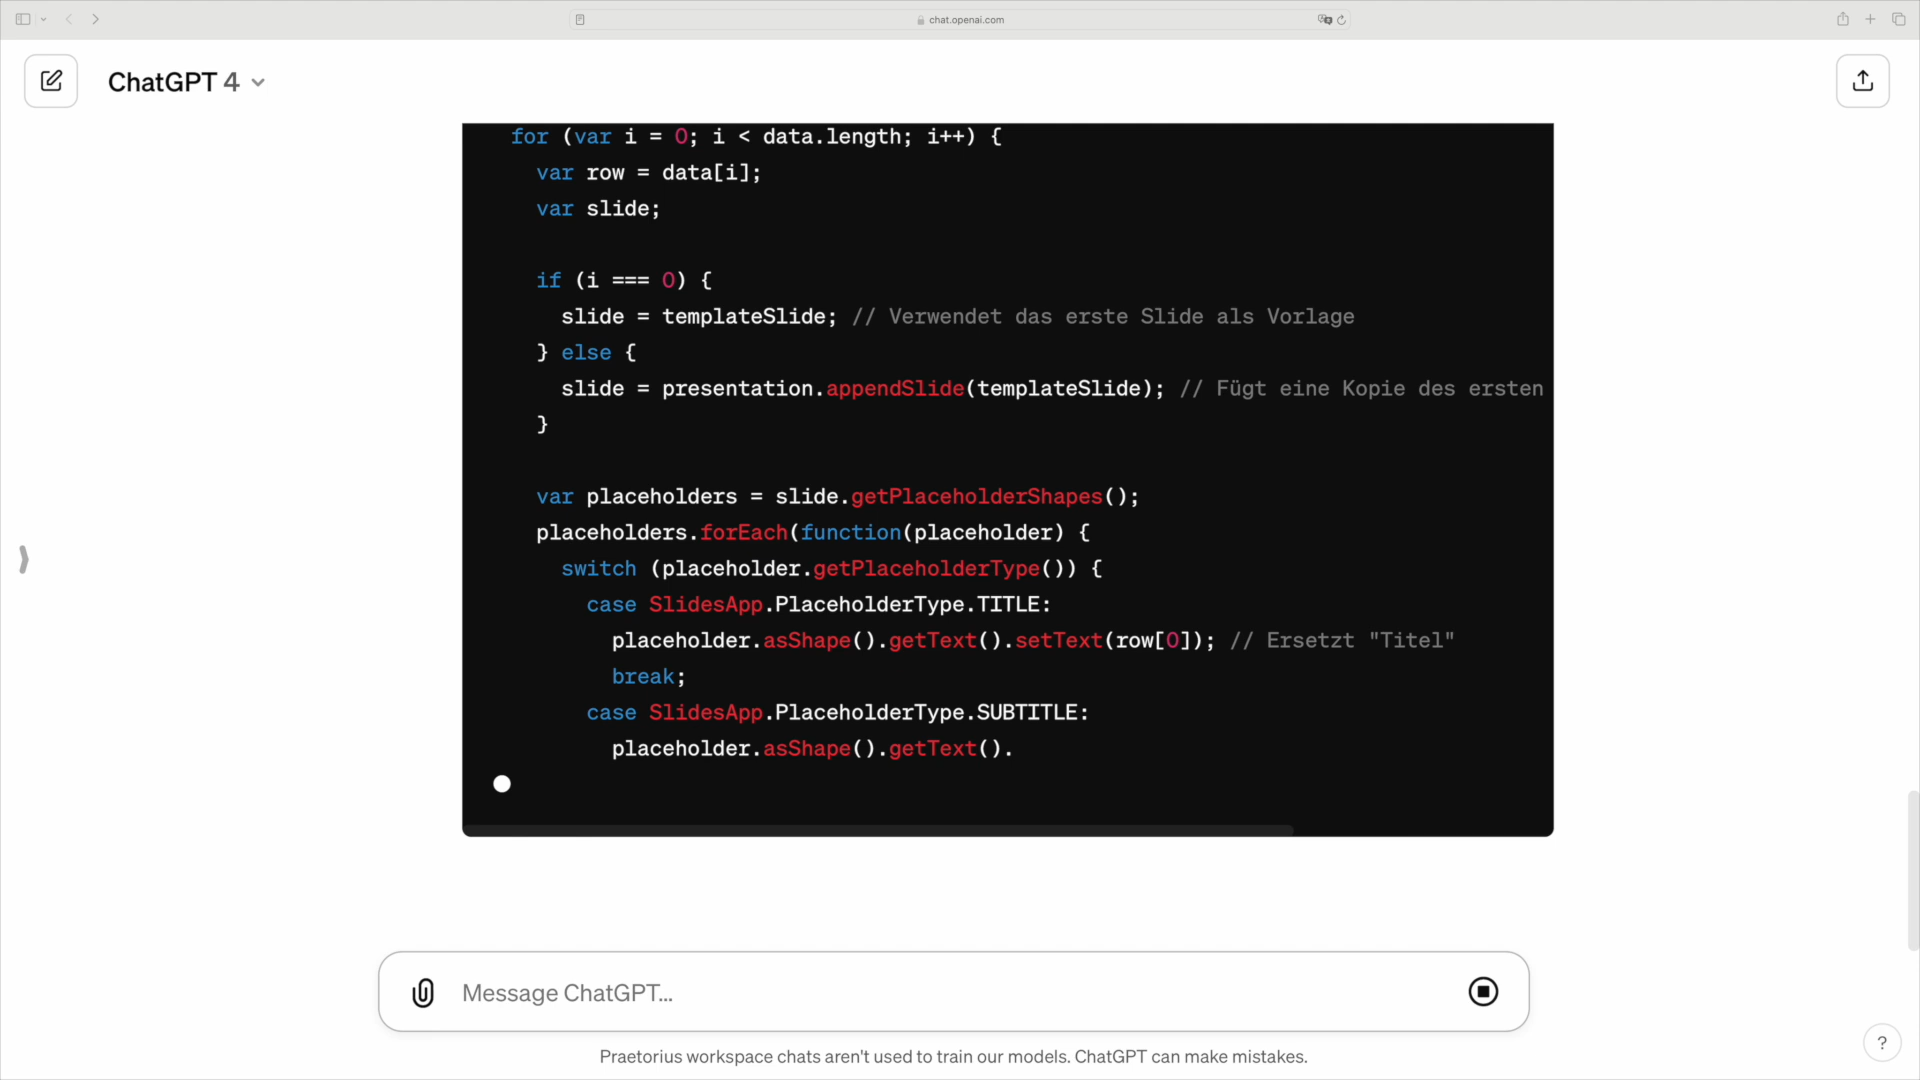 chat.openai.com
ChatGPT 4
for (var i = 0; i < data.length; i++) {
var row = data[i];
var slide;
if (i === 0) {
slide = templateSlide; // Verwendet das erste Slide als Vorlage
} else {
slide = presentation.appendSlide(templateSlide); // Fügt eine Kopie des ersten
}
var placeholders = slide.getPlaceholderShapes();
placeholders.forEach(function(placeholder) {
switch (placeholder.getPlaceholderType()) {
case SlidesApp.PlaceholderType.TITLE:
placeholder.asShape().getText().setText(row[0]); // Ersetzt "Titel"
break;
case SlidesApp.PlaceholderType.SUBTITLE:
placeholder.asShape().getText().
Message ChatGPT...
Praetorius workspace chats aren't used to train our models. ChatGPT can make mistakes.
?